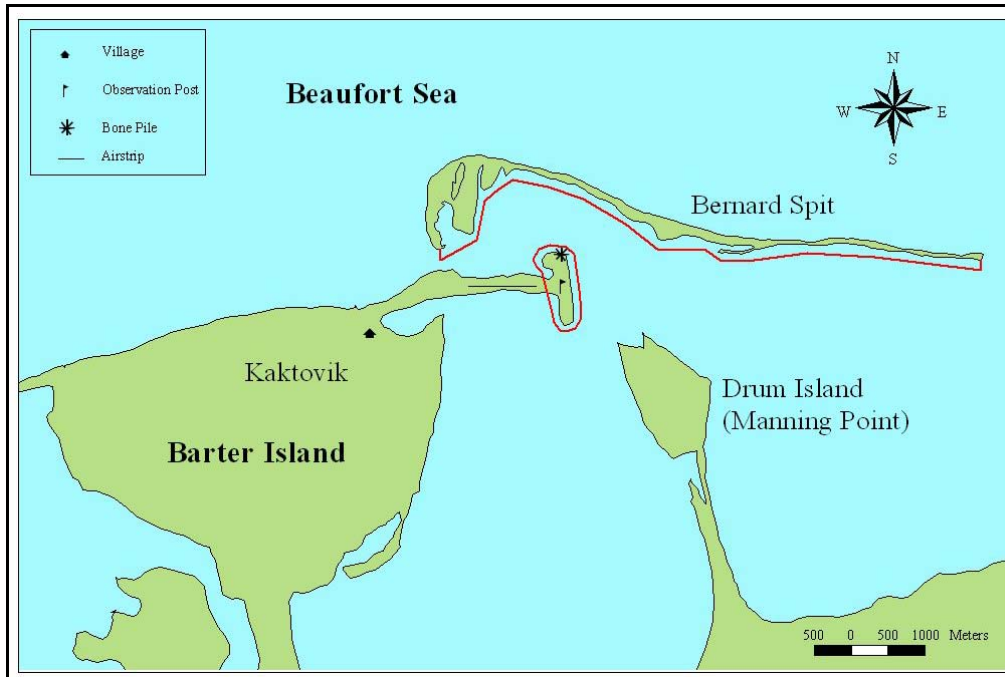 Village
Observation Post
Bone Pile
Airstrip
Beaufort Sea
N
W E
S
Bernard Spit
Kaktovik
Drum Island
(Manning Point)
Barter Island
500 0 500 1000 Meters